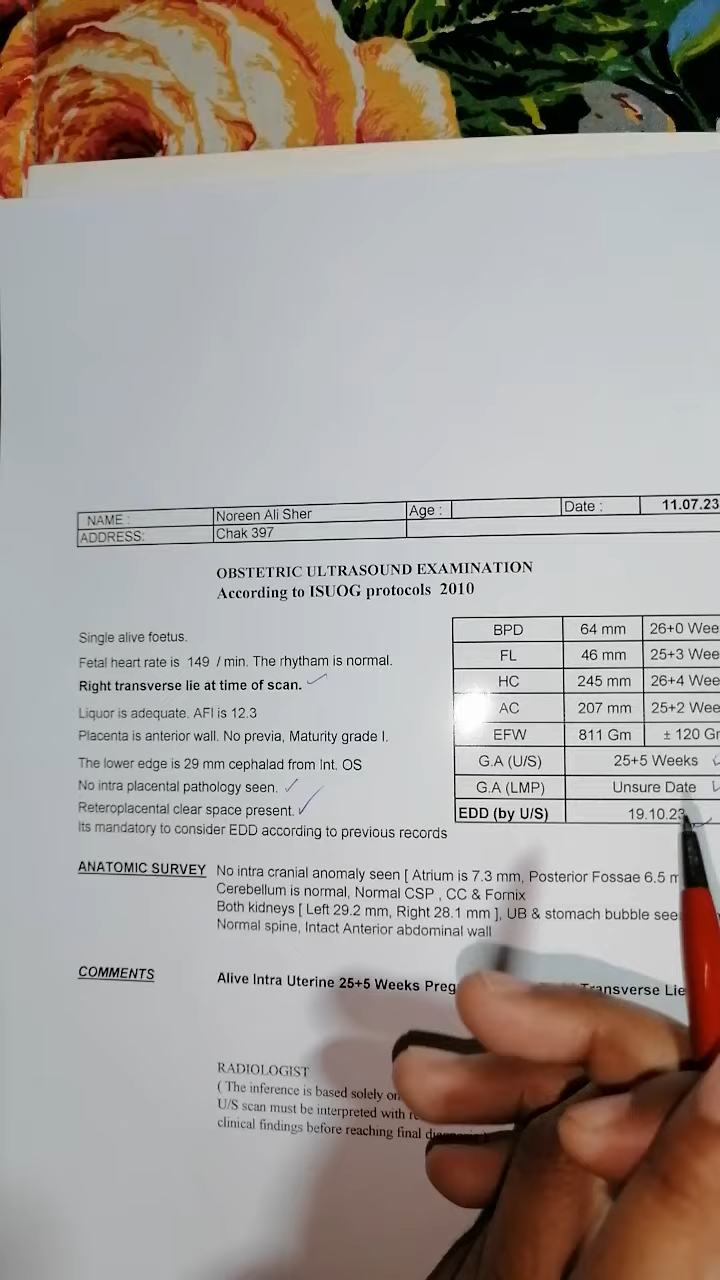 NAME : Noreen Ali Sher Age : Date : 11.07.23
ADDRESS: Chak 397
OBSTETRIC ULTRASOUND EXAMINATION
According to ISUOG protocols 2010
Single alive foetus.
Fetal heart rate is 149 / min. The rhytham is normal.
Right transverse lie at time of scan.
Liquor is adequate. AFI is 12.3
Placenta is anterior wall. No previa, Maturity grade I.
The lower edge is 29 mm cephalad from Int. OS
No intra placental pathology seen.
Reteroplacental clear space present.
Its mandatory to consider EDD according to previous records
BPD 64 mm 26+0 Wee
FL 46 mm 25+3 Wee
HC 245 mm 26+4 Wee
AC 207 mm 25+2 Wee
EFW 811 Gm ± 120 Gr
G.A (U/S) 25+5 Weeks
G.A (LMP) Unsure Date
EDD (by U/S) 19.10.23
ANATOMIC SURVEY No intra cranial anomaly seen [ Atrium is 7.3 mm, Posterior Fossae 6.5 m
Cerebellum is normal, Normal CSP , CC & Fornix
Both kidneys [ Left 29.2 mm, Right 28.1 mm ], UB & stomach bubble see
Normal spine, Intact Anterior abdominal wall
COMMENTS Alive Intra Uterine 25+5 Weeks Preg Transverse Lie
RADIOLOGIST
( The inference is based solely on
U/S scan must be interpreted with
clinical findings before reaching final